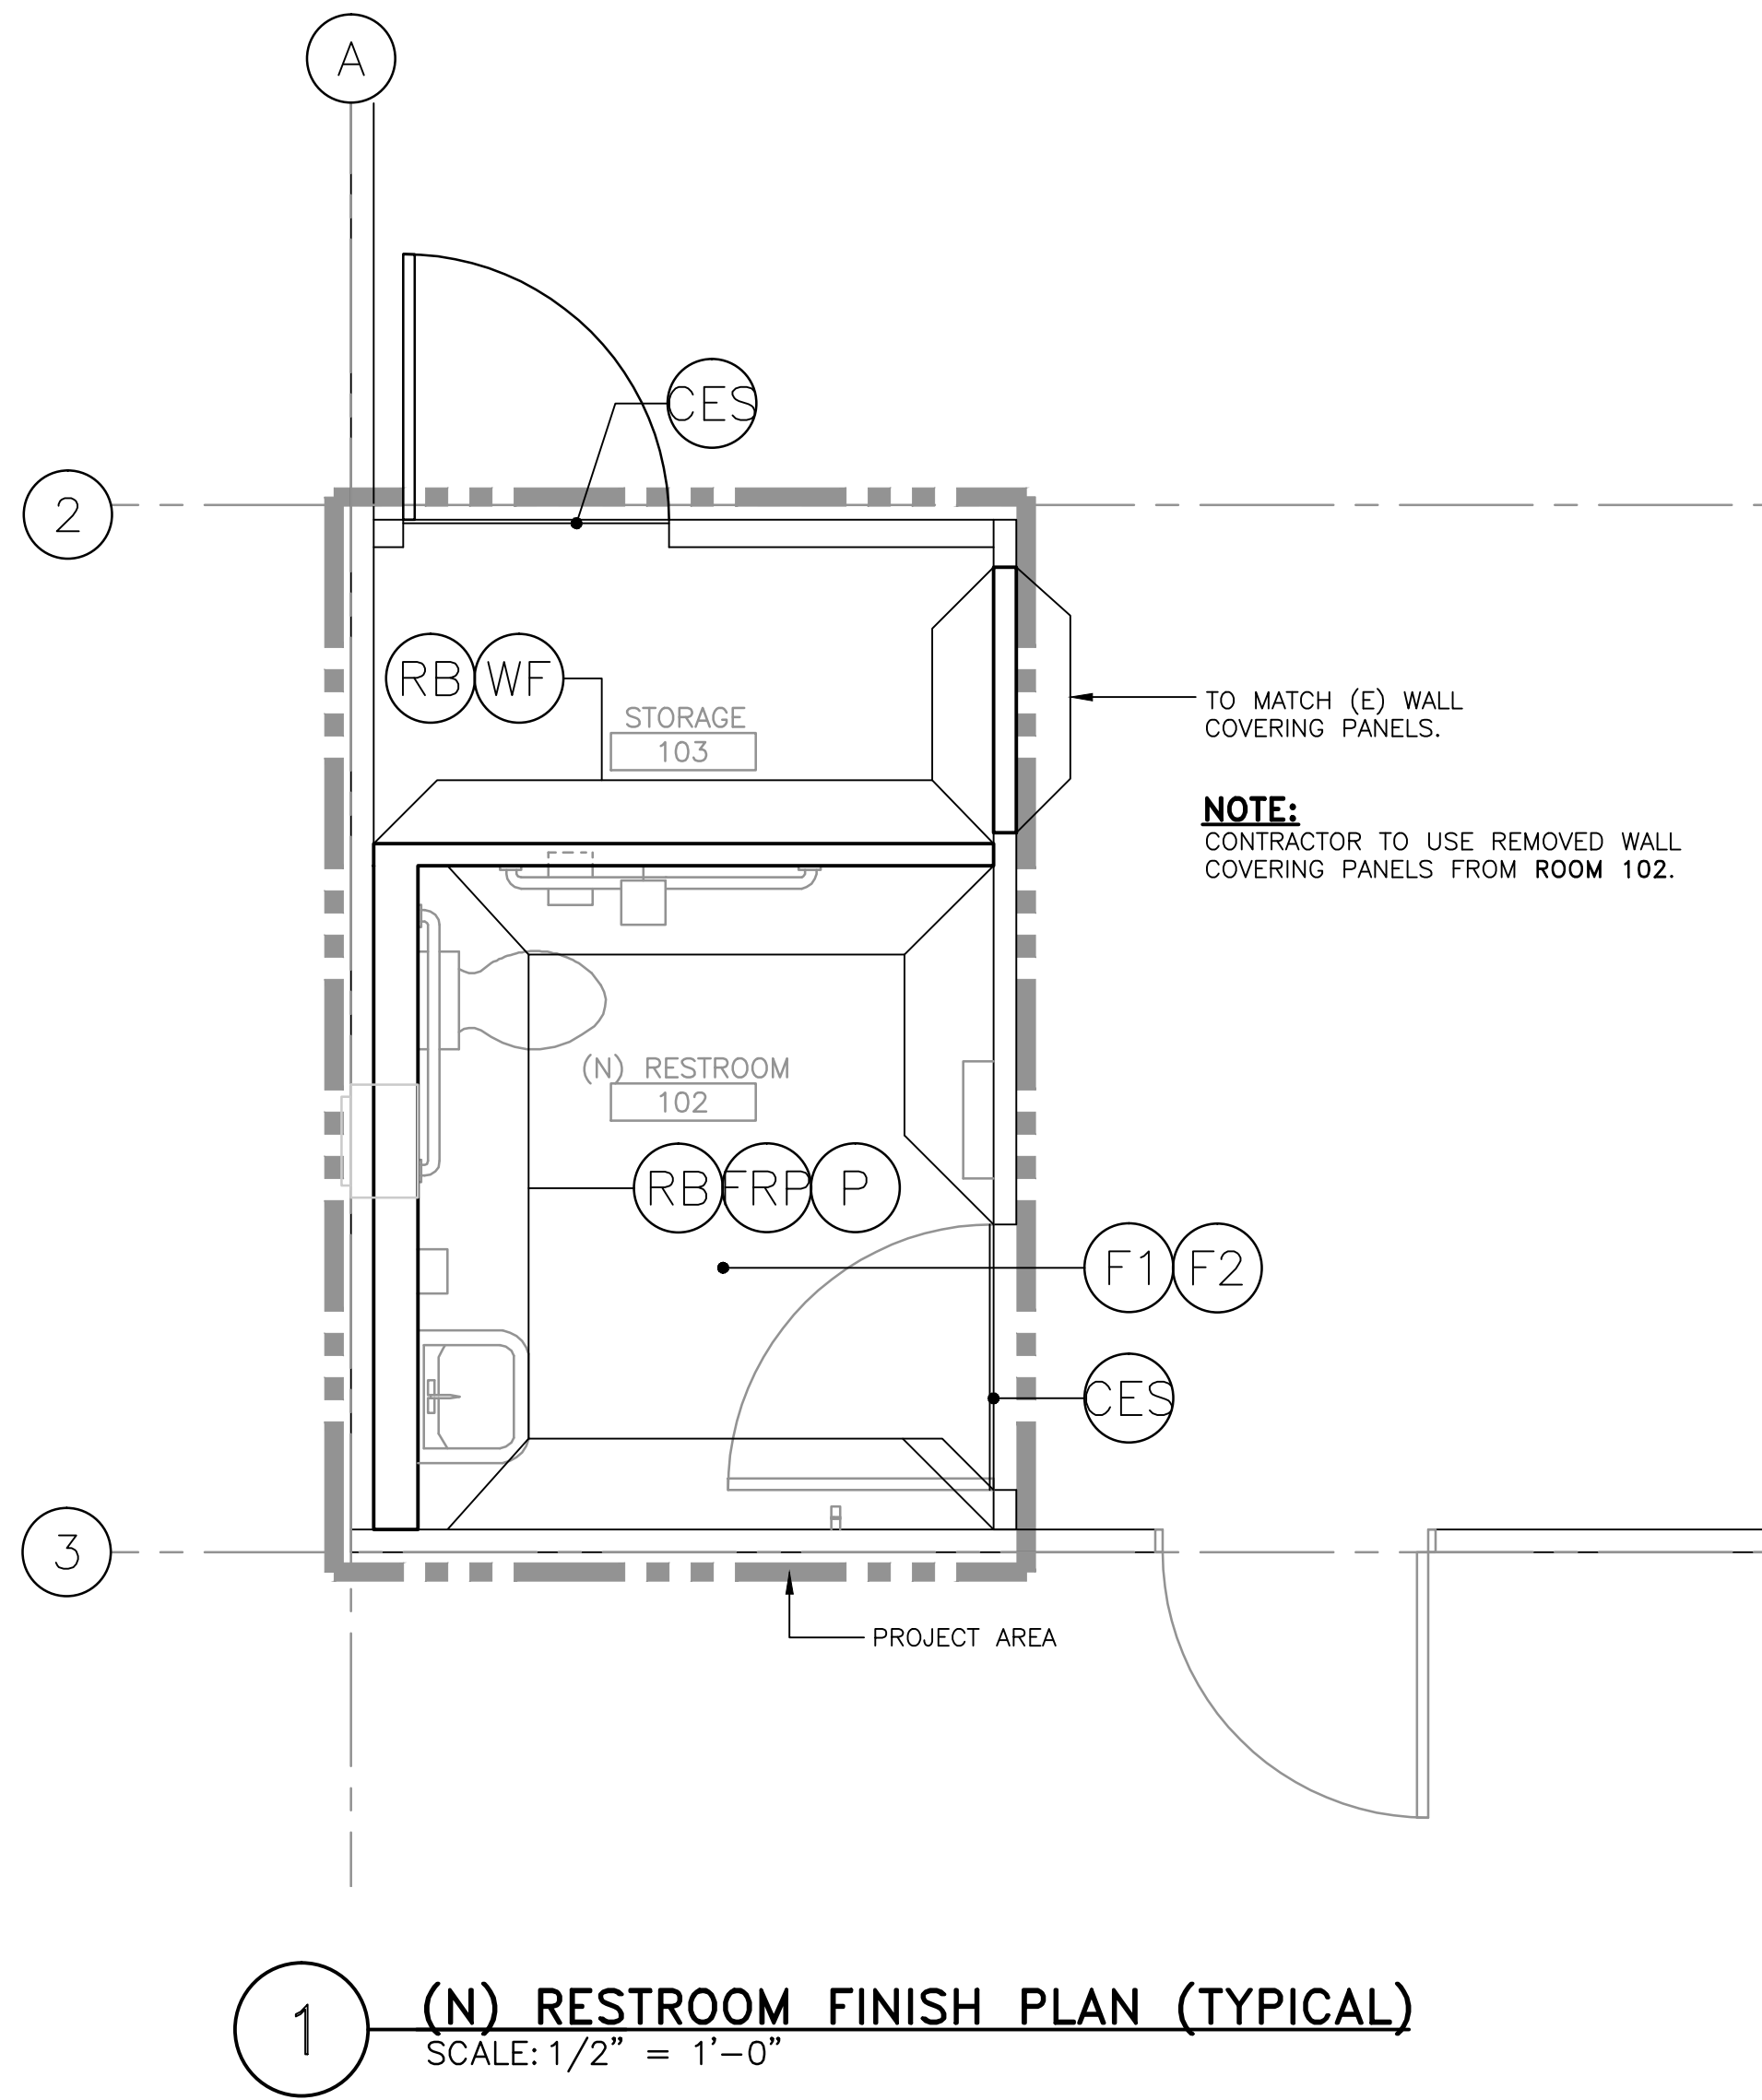 A
CES
2
RB WF
STORAGE
103
TO MATCH (E) WALL
COVERING PANELS.
NOTE:
CONTRACTOR TO USE REMOVED WALL
COVERING PANELS FROM ROOM 102.
(N) RESTROOM
102
RB FRP P
F1 F2
CES
3
PROJECT AREA
1
(N) RESTROOM FINISH PLAN (TYPICAL)
SCALE: 1/2" = 1'-0"